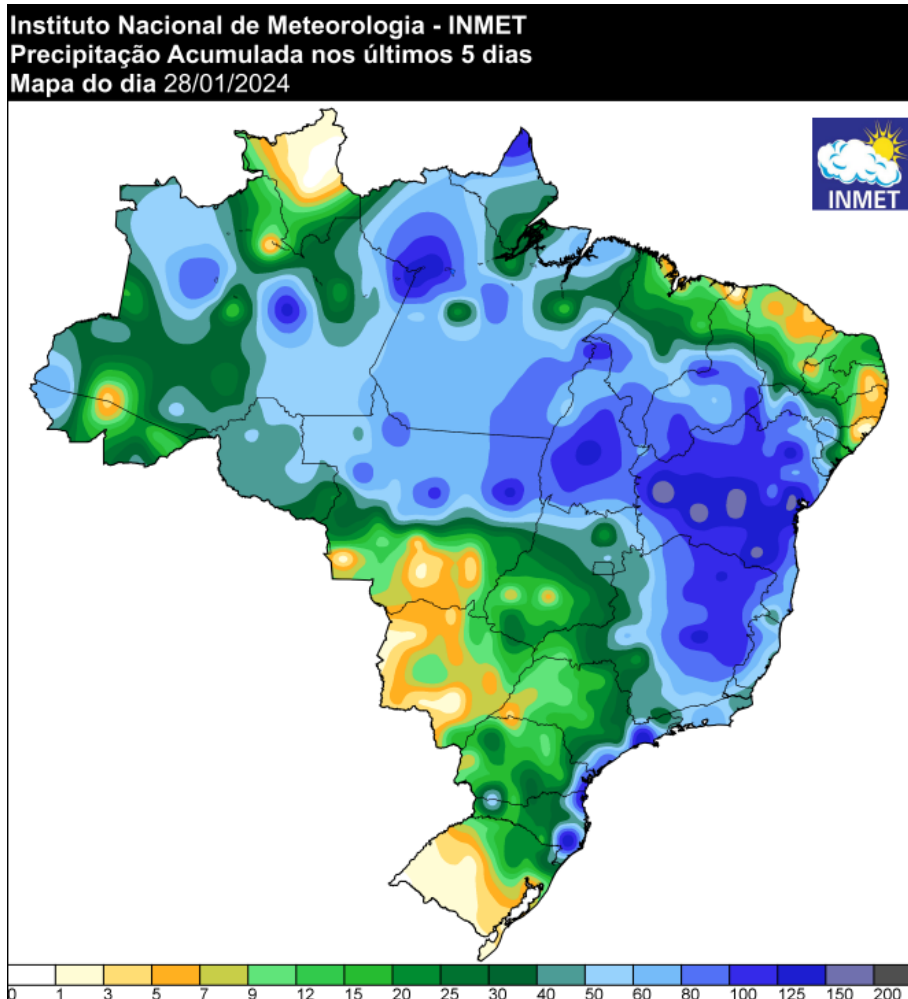 Instituto Nacional de Meteorologia - INMET
Precipitação Acumulada nos últimos 5 dias
Mapa do dia 28/01/2024
INMET
0 1 3 5 7 9 12 15 20 25 30 40 50 60 80 100 125 150 200